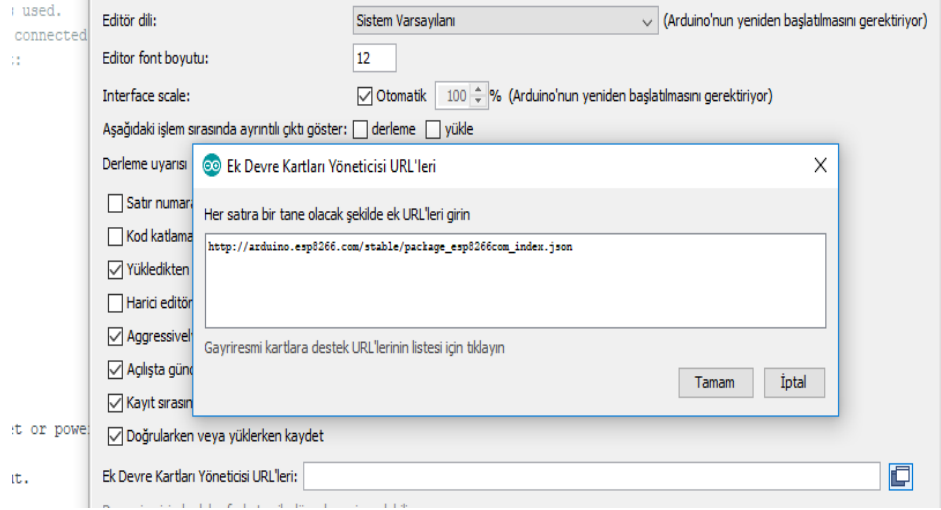 used.
Editör dili: Sistem Varsayılanı (Arduino'nun yeniden başlatılmasını gerektiriyor)
connected
Editor font boyutu: 12
Interface scale: Otomatik 100 % (Arduino'nun yeniden başlatılmasını gerektiriyor)
Aşağıdaki işlem sırasında ayrıntılı çıktı göster: derleme yükle
Derleme uyarısı
Ek Devre Kartları Yöneticisi URL'leri
Satır numara
Her satıra bir tane olacak şekilde ek URL'leri girin
Kod katlama
http://arduino.esp8266.com/stable/package_esp8266com_index.json
Yükledikten
Harici editör
Aggressivel
Gayriresmi kartlara destek URL'lerinin listesi için tıklayın
Açılışta günc
Tamam İptal
Kayıt sırasın
et or powe
Doğrularken veya yüklerken kaydet
Ek Devre Kartları Yöneticisi URL'leri: